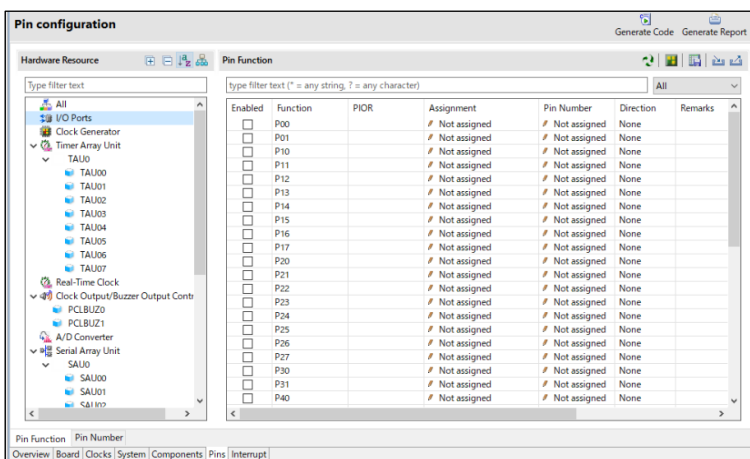 Pin configuration
Generate Code Generate Report
Hardware Resource
Type filter text
All
I/O Ports
Clock Generator
Timer Array Unit
TAU0
TAU00
TAU01
TAU02
TAU03
TAU04
TAU05
TAU06
TAU07
Real-Time Clock
Clock Output/Buzzer Output Contr
PCLBUZ0
PCLBUZ1
A/D Converter
Serial Array Unit
SAU0
SAU00
SAU01
SAU02
Pin Function
type filter text (* = any string, ? = any character) All
Enabled Function PIOR Assignment Pin Number Direction Remarks
P00 Not assigned Not assigned None
P01 Not assigned Not assigned None
P10 Not assigned Not assigned None
P11 Not assigned Not assigned None
P12 Not assigned Not assigned None
P13 Not assigned Not assigned None
P14 Not assigned Not assigned None
P15 Not assigned Not assigned None
P16 Not assigned Not assigned None
P17 Not assigned Not assigned None
P20 Not assigned Not assigned None
P21 Not assigned Not assigned None
P22 Not assigned Not assigned None
P23 Not assigned Not assigned None
P24 Not assigned Not assigned None
P25 Not assigned Not assigned None
P26 Not assigned Not assigned None
P27 Not assigned Not assigned None
P30 Not assigned Not assigned None
P31 Not assigned Not assigned None
P40 Not assigned Not assigned None
Pin Function Pin Number
Overview Board Clocks System Components Pins Interrupt